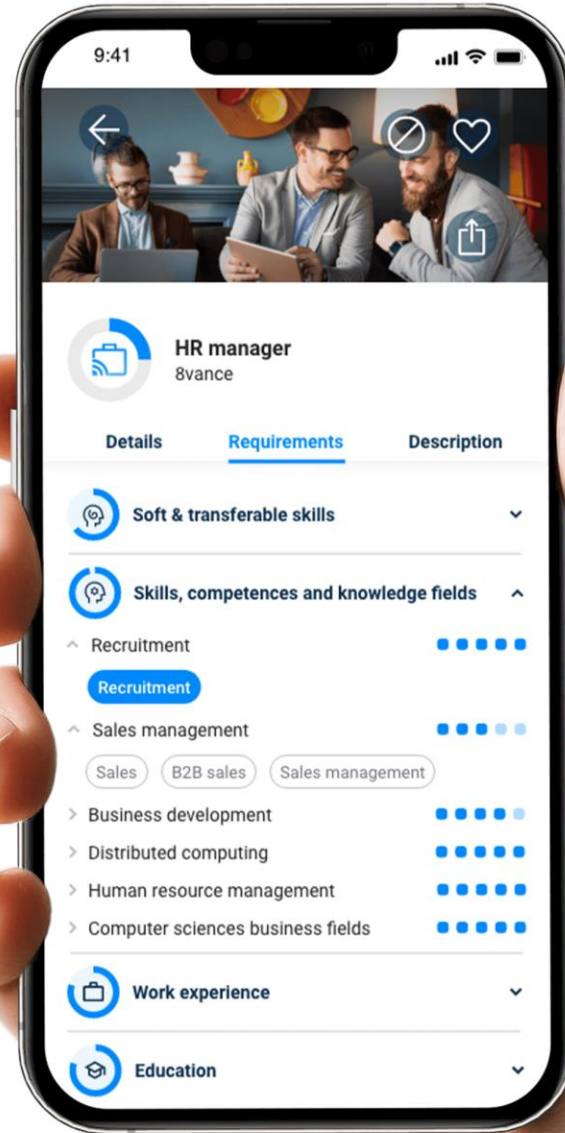 9:41
HR manager
8vance
Details Requirements Description
Soft & transferable skills
Skills, competences and knowledge fields
Recruitment
Recruitment
Sales management
Sales B2B sales Sales management
Business development
Distributed computing
Human resource management
Computer sciences business fields
Work experience
Education